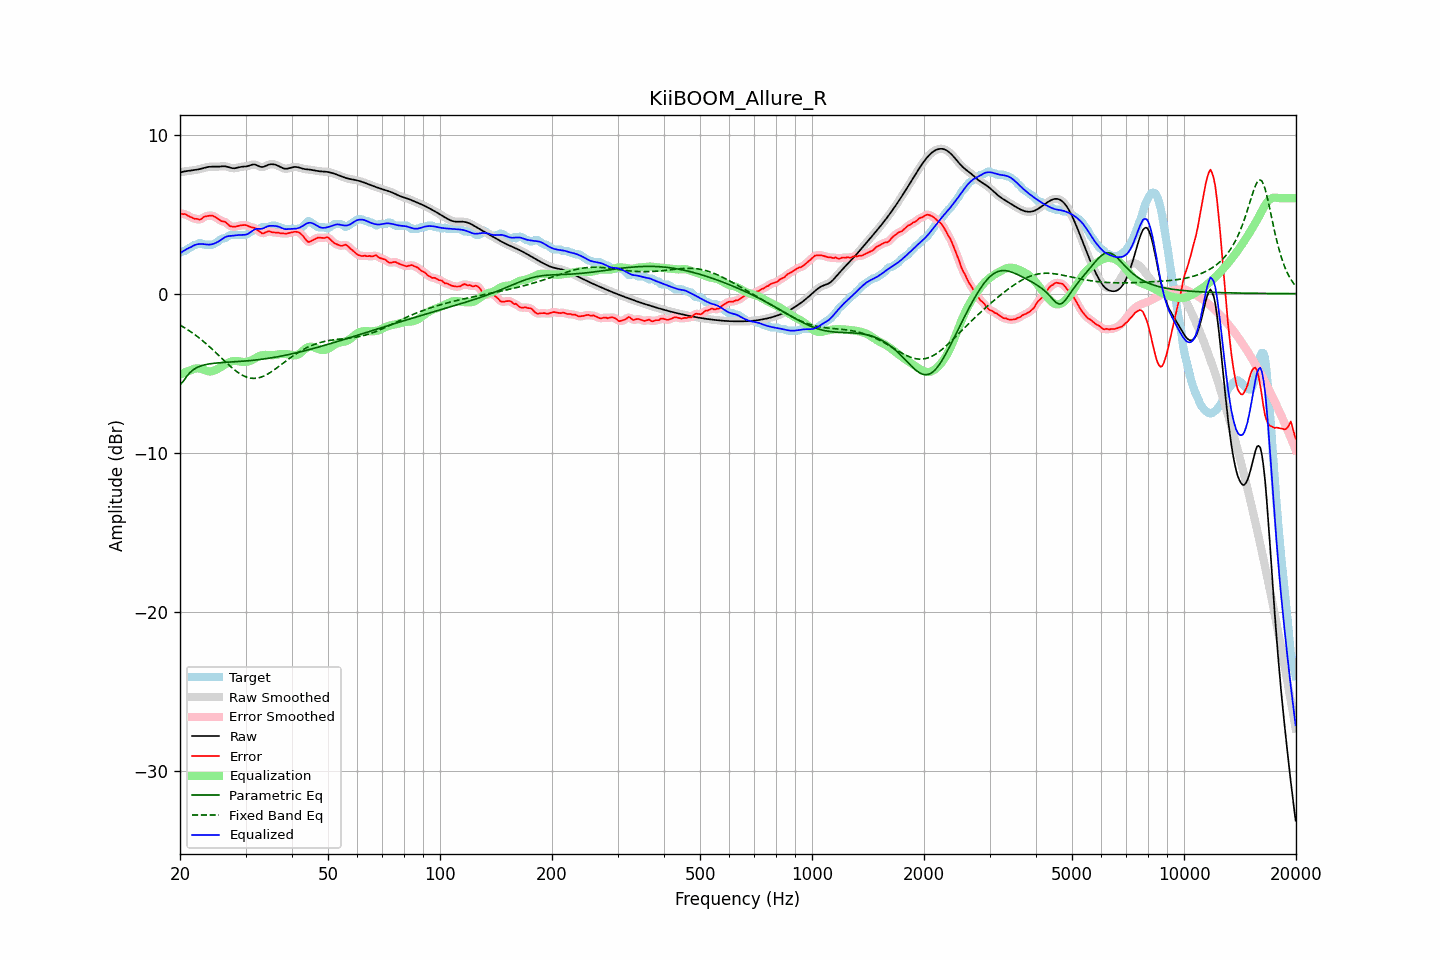 KiiBOOM_Allure_R
Amplitude (dBr)
10
0
−10
−20
−30
Target
Raw Smoothed
Error Smoothed
Raw
Error
Equalization
Parametric Eq
Fixed Band Eq
Equalized
20 50 100 200 500 1000 2000 5000 10000 20000
Frequency (Hz)